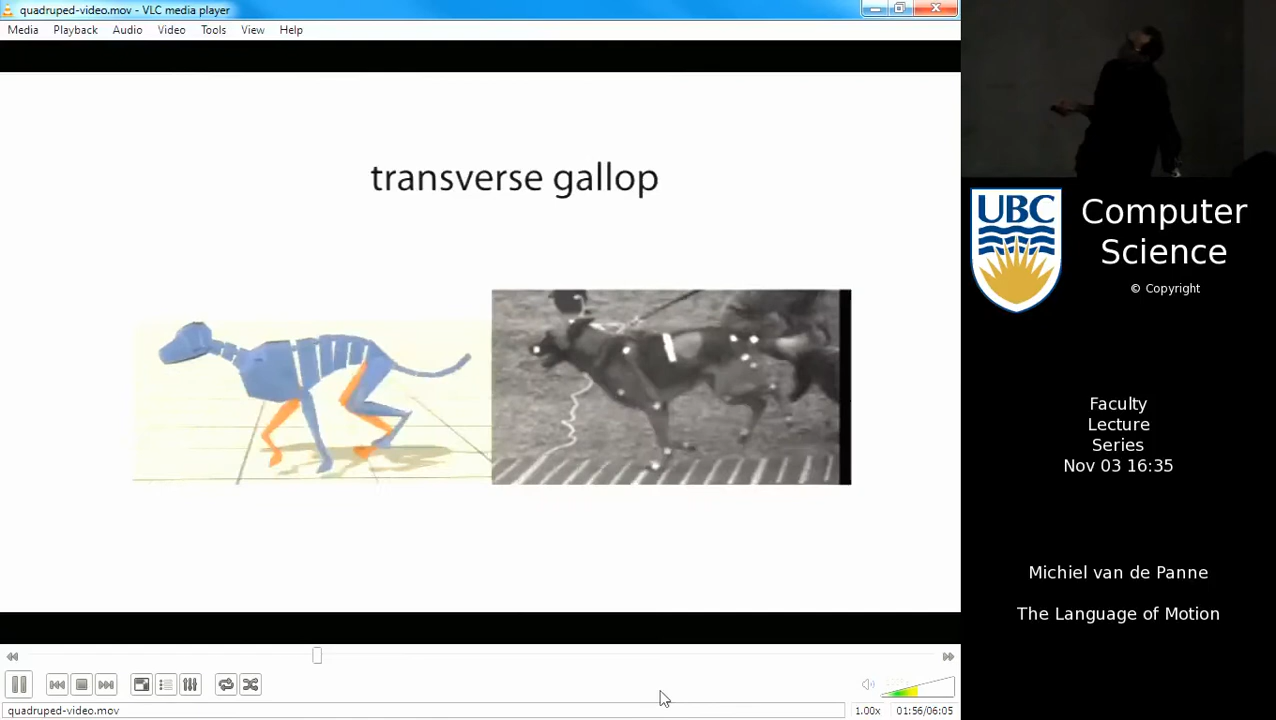 quadruped-video.mov - VLC media player
Media Playback Audio Video Tools View Help
transverse gallop
UBC
Computer
Science
© Copyright
Faculty
Lecture
Series
Nov 03 16:35
Michiel van de Panne
The Language of Motion
quadruped-video.mov
1.00x
01:56/06:05